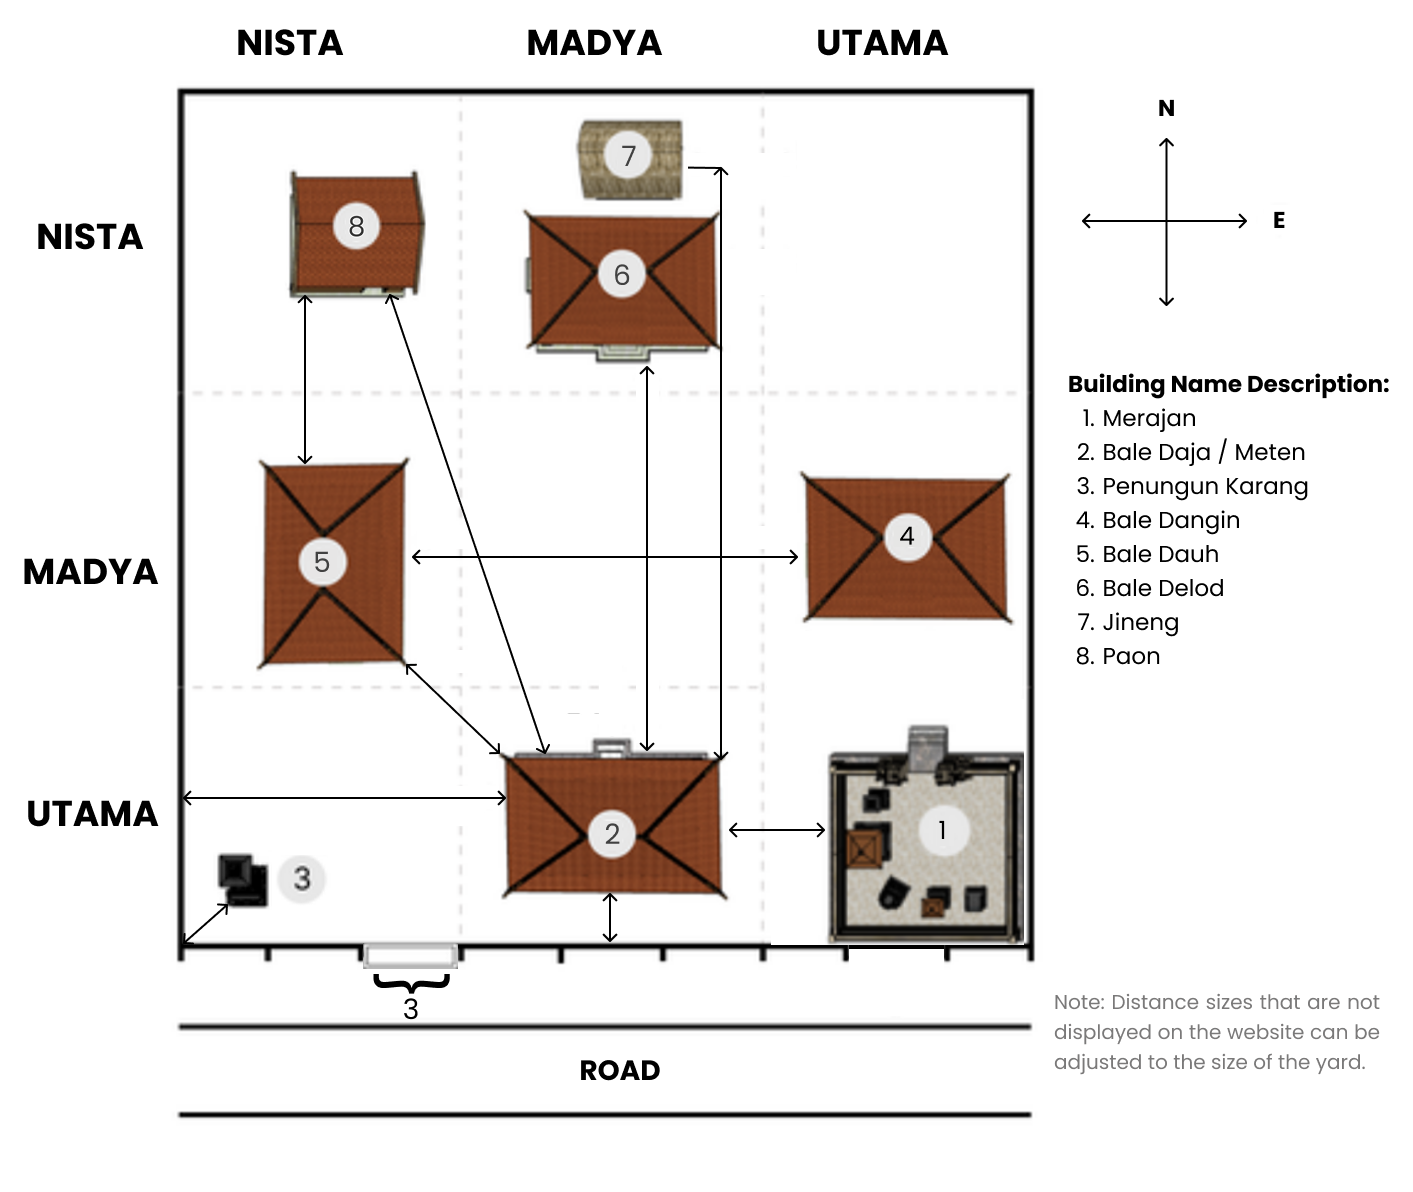 NISTA MADYA UTAMA
N
7
NISTA
8
6
E
Building Name Description:
1. Merajan
2. Bale Daja / Meten
3. Penungun Karang
4. Bale Dangin
5. Bale Dauh
6. Bale Delod
7. Jineng
8. Paon
MADYA
5
4
UTAMA
2
1
3
3
Note: Distance sizes that are not
displayed on the website can be
adjusted to the size of the yard.
ROAD